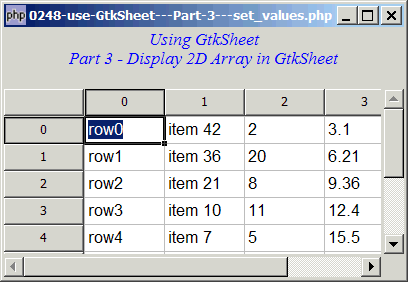 php 0248-use-GtkSheet---Part-3---set_values.php
Using GtkSheet
Part 3 - Display 2D Array in GtkSheet
0 1 2 3
0 row0 item 42 2 3.1
1 row1 item 36 20 6.21
2 row2 item 21 8 9.36
3 row3 item 10 11 12.4
4 row4 item 7 5 15.5